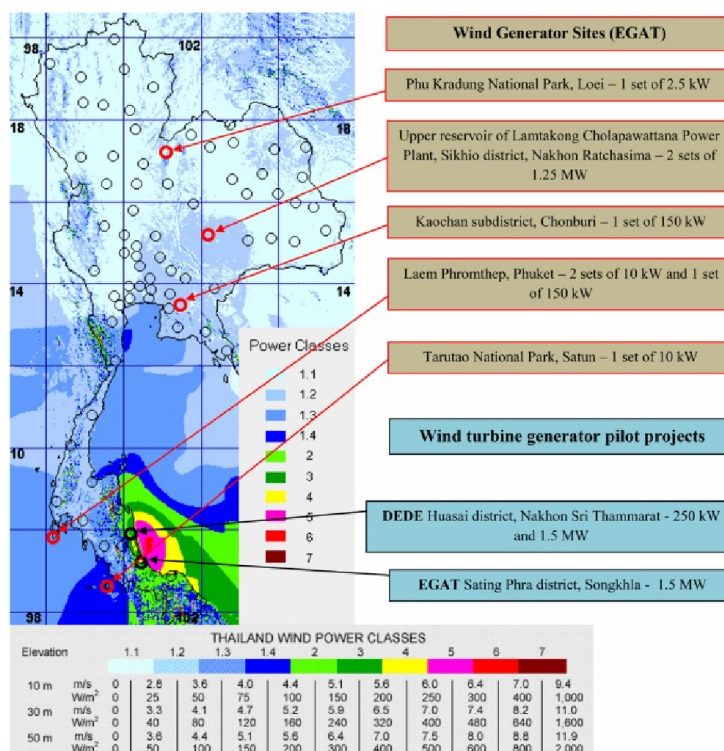 98
102
18
18
14
14
10
98
102
Power Classes
1.1
1.2
1.3
1.4
2
3
4
5
6
7
Wind Generator Sites (EGAT)
Phu Kradung National Park, Loei – 1 set of 2.5 kW
Upper reservoir of Lamtakong Cholapawattana Power
Plant, Sikhio district, Nakhon Ratchasima – 2 sets of
1.25 MW
Kaochan subdistrict, Chonburi – 1 set of 150 kW
Laem Phromthep, Phuket – 2 sets of 10 kW and 1 set
of 150 kW
Tarutao National Park, Satun – 1 set of 10 kW
Wind turbine generator pilot projects
DEDE Huasai district, Nakhon Sri Thammarat - 250 kW
and 1.5 MW
EGAT Sating Phra district, Songkhla - 1.5 MW
THAILAND WIND POWER CLASSES
Elevation 1.1 1.2 1.3 1.4 2 3 4 5 6 7
10 m m/s 0 2.8 3.6 4.0 4.4 5.1 5.6 6.0 6.4 7.0 9.4
W/m² 0 25 50 75 100 150 200 250 300 400 1,000
30 m m/s 0 3.3 4.1 4.7 5.2 5.9 6.5 7.0 7.4 8.2 11.0
W/m² 0 40 80 120 160 240 320 400 480 640 1,600
50 m m/s 0 3.6 4.4 5.1 5.6 6.4 7.0 7.5 8.0 8.8 11.9
W/m² 0 50 100 150 200 300 400 500 600 800 2,000